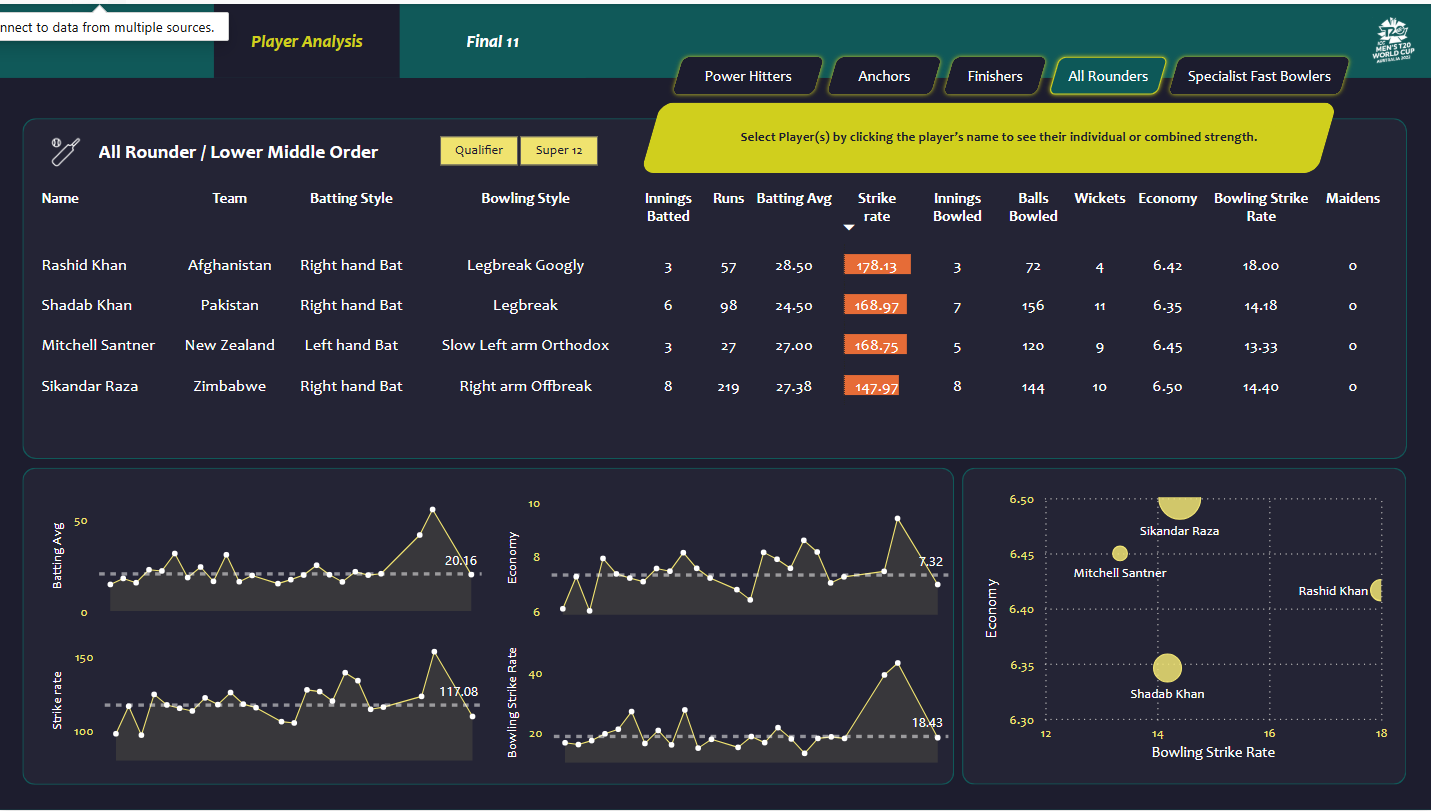 nnect to data from multiple sources.
Player Analysis
Final 11
ICC
MEN'S T20
WORLD CUP
AUSTRALIA 2022
Power Hitters
Anchors
Finishers
All Rounders
Specialist Fast Bowlers
Select Player(s) by clicking the player's name to see their individual or combined strength.
All Rounder / Lower Middle Order
Qualifier
Super 12
Name Team Batting Style Bowling Style Innings Batted Runs Batting Avg Strike rate Innings Bowled Balls Bowled Wickets Economy Bowling Strike Rate Maidens
Rashid Khan Afghanistan Right hand Bat Legbreak Googly 3 57 28.50 178.13 3 72 4 6.42 18.00 0
Shadab Khan Pakistan Right hand Bat Legbreak 6 98 24.50 168.97 7 156 11 6.35 14.18 0
Mitchell Santner New Zealand Left hand Bat Slow Left arm Orthodox 3 27 27.00 168.75 5 120 9 6.45 13.33 0
Sikandar Raza Zimbabwe Right hand Bat Right arm Offbreak 8 219 27.38 147.97 8 144 10 6.50 14.40 0
Batting Avg
50
0
20.16
Economy
10
8
6
7.32
Strike rate
150
100
117.08
Bowling Strike Rate
40
20
18.43
Economy
6.50
6.45
6.40
6.35
6.30
Sikandar Raza
Mitchell Santner
Rashid Khan
Shadab Khan
12 14 16 18
Bowling Strike Rate